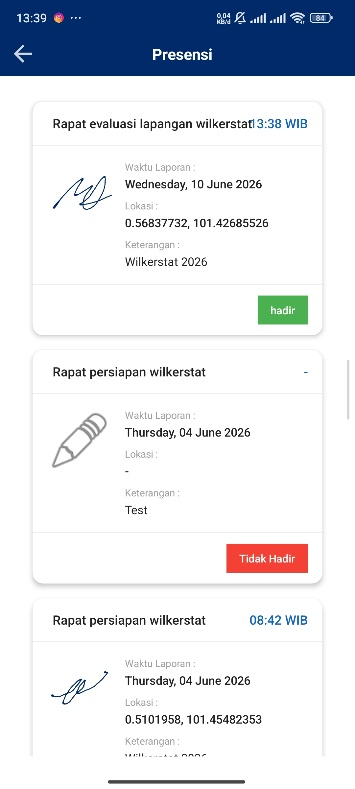 13:39 0,04 KB/d 84
Presensi
Rapat evaluasi lapangan wilkerstat 13:38 WIB
Waktu Laporan :
Wednesday, 10 June 2026
Lokasi :
0.56837732, 101.42685526
Keterangan :
Wilkerstat 2026
hadir
Rapat persiapan wilkerstat -
Waktu Laporan :
Thursday, 04 June 2026
Lokasi :
-
Keterangan :
Test
Tidak Hadir
Rapat persiapan wilkerstat 08:42 WIB
Waktu Laporan :
Thursday, 04 June 2026
Lokasi :
0.5101958, 101.45482353
Keterangan :